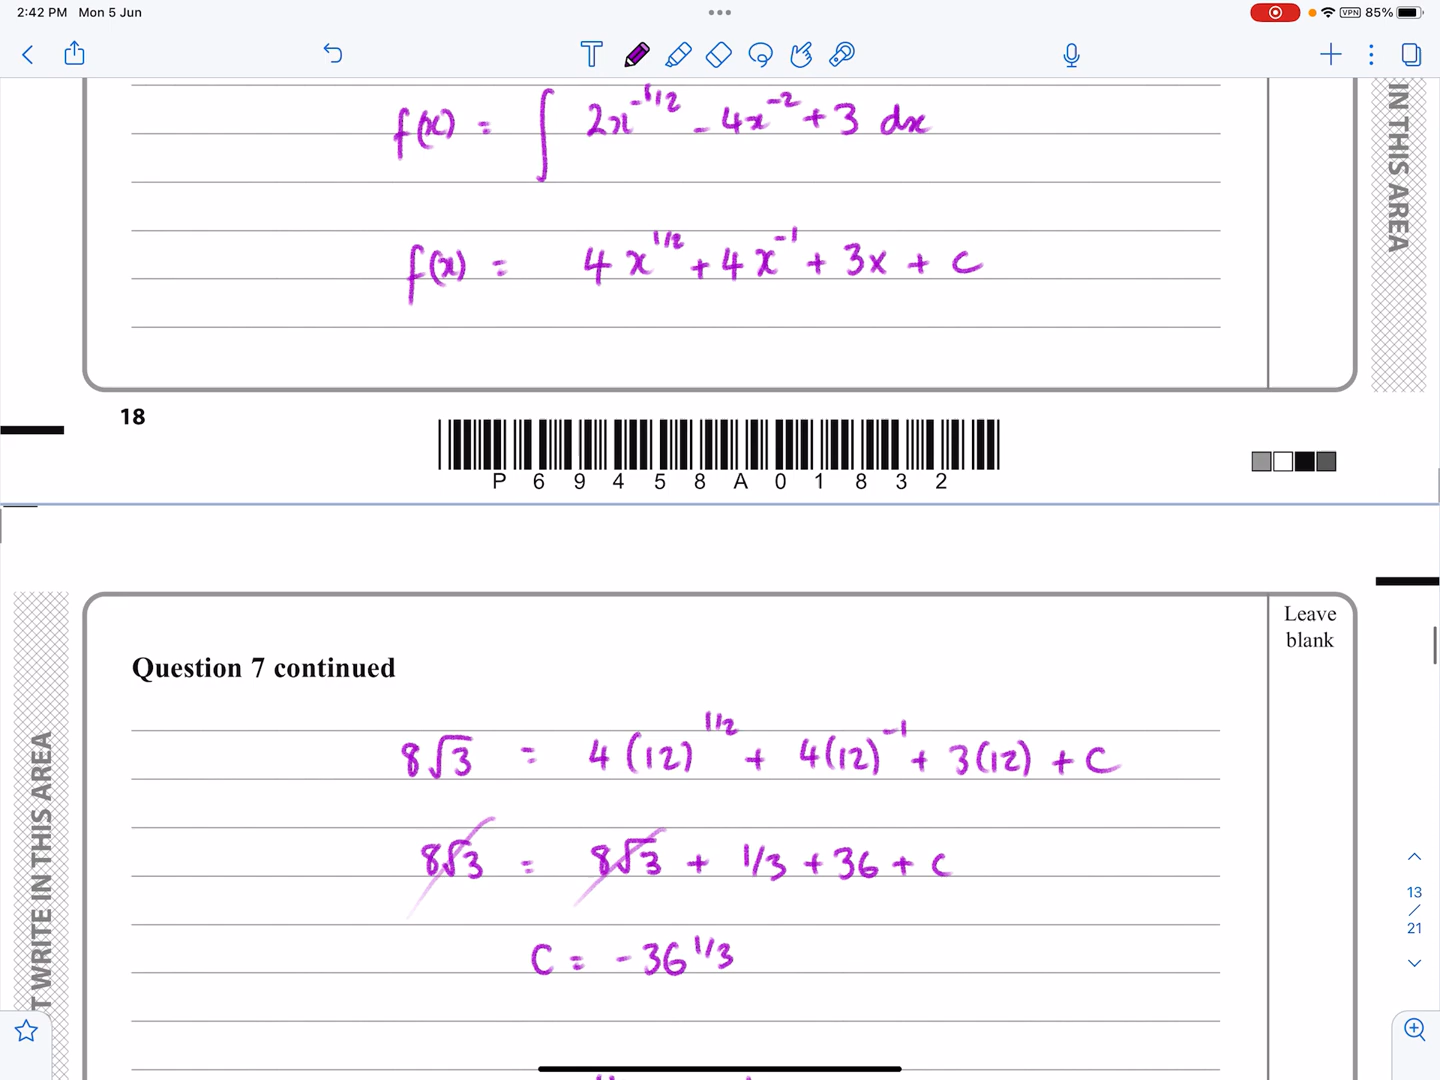 2:42 PM Mon 5 Jun
VPN 85%
T
f(x) = ∫ 2x^{-1/2} - 4x^{-2} + 3 dx
IN THIS AREA
f(x) = 4x^{1/2} + 4x^{-1} + 3x + c
18
P 6 9 4 5 8 A 0 1 8 3 2
Leave
blank
Question 7 continued
8√3 = 4(12)^{1/2} + 4(12)^{-1} + 3(12) + C
8√3 = 8√3 + 1/3 + 36 + C
C = -36 1/3
T WRITE IN THIS AREA
13
/
21